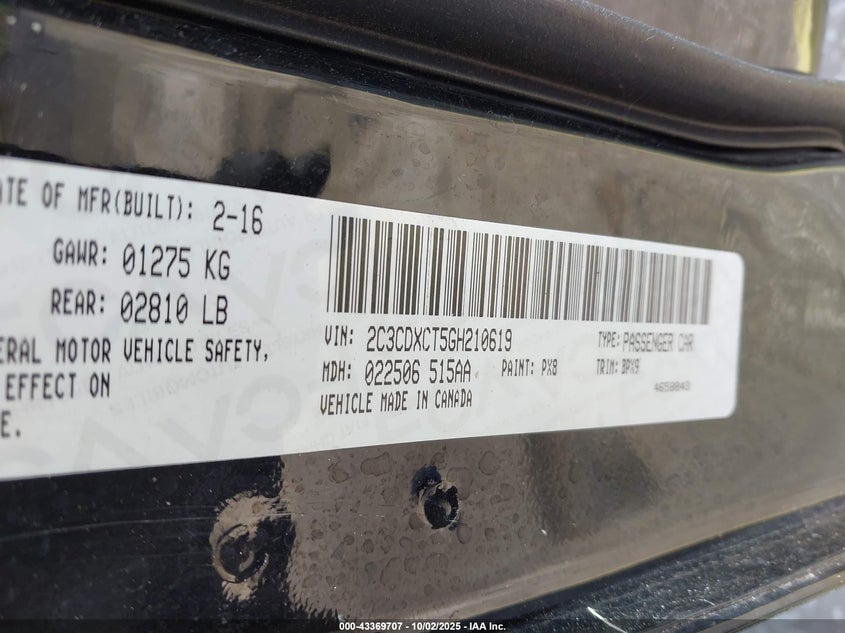 ATE OF MFR(BUILT): 2-16
GAWR: 01275 KG
REAR: 02810 LB
ERAL MOTOR VEHICLE SAFETY,
EFFECT ON
E.
VIN: 2C3CDXCT5GH210619 TYPE: PASSENGER CAR
MDH: 022506 515AA PAINT: PX8 TRIM: BPX9
VEHICLE MADE IN CANADA
000-43369707 - 10/02/2025 - IAA Inc.